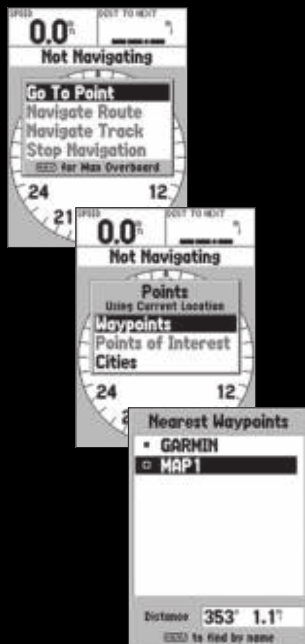 SPEED DIST TO NEXT
0.0
Not Navigating
Go To Point
Navigate Route
Navigate Track
Stop Navigation
for Man Overboard
24 12
21
SPEED DIST TO NEXT
0.0
Not Navigating
Points
Using Current Location
Waypoints
Points of Interest
Cities
24 12
Nearest Waypoints
GARMIN
MAP1
Distance 353° 1.1
to find by name